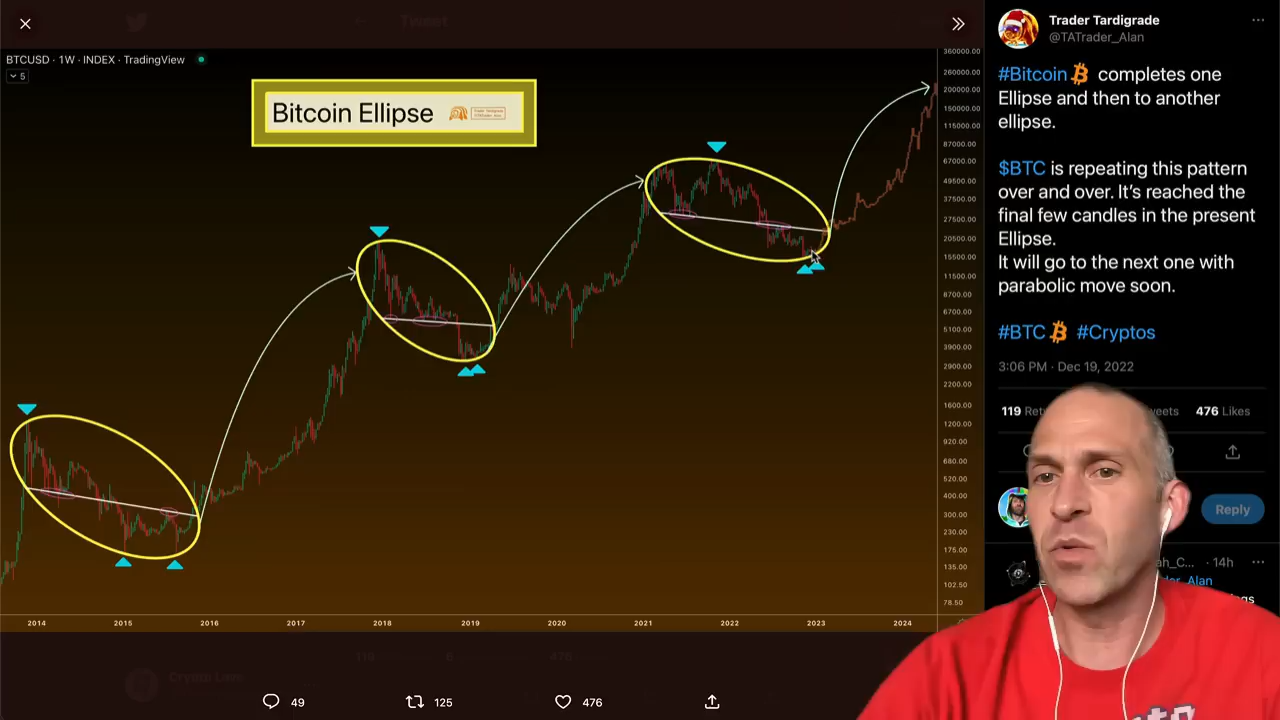 BTCUSD · 1W · INDEX · TradingView
5
Bitcoin Ellipse
Trader Tardigrade
@TATrader_Alan
#Bitcoin completes one
Ellipse and then to another
ellipse.
$BTC is repeating this pattern
over and over. It's reached the
final few candles in the present
Ellipse.
It will go to the next one with
parabolic move soon.
#BTC #Cryptos
3:06 PM · Dec 19, 2022
119
476 Likes
Reply
14h
360000.00
260000.00
200000.00
150000.00
115000.00
87000.00
67000.00
49500.00
37500.00
27500.00
20500.00
15500.00
11500.00
8700.00
6700.00
5100.00
3900.00
2900.00
2200.00
1600.00
1200.00
920.00
680.00
520.00
400.00
300.00
230.00
175.00
135.00
102.50
78.50
2014 2015 2016 2017 2018 2019 2020 2021 2022 2023 2024
49 125 476